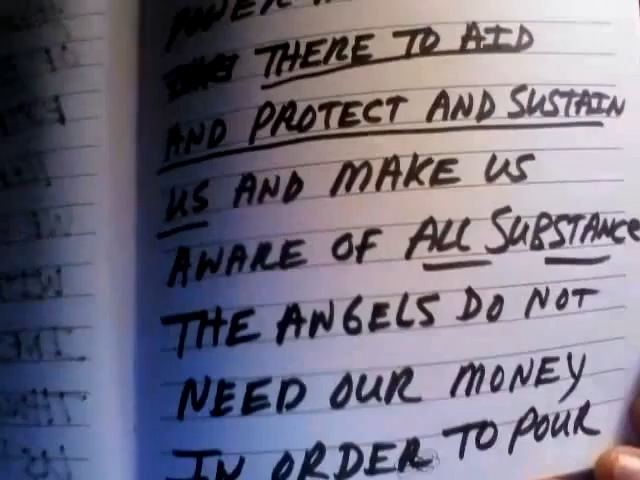 POWER
THERE TO AID
AND PROTECT AND SUSTAIN
US AND MAKE US
AWARE OF ALL SUBSTANCE
THE ANGELS DO NOT
NEED OUR MONEY
IN ORDER TO POUR